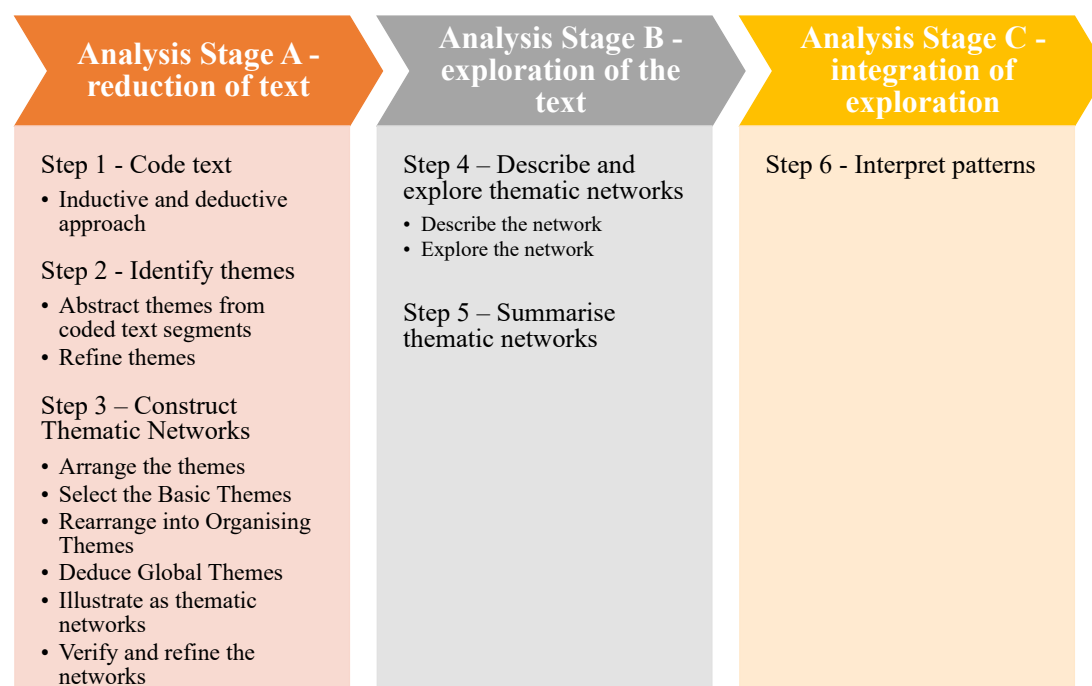 Analysis Stage A -
reduction of text
Step 1 - Code text
• Inductive and deductive
approach
Step 2 - Identify themes
• Abstract themes from
coded text segments
• Refine themes
Step 3 – Construct
Thematic Networks
• Arrange the themes
• Select the Basic Themes
• Rearrange into Organising
Themes
• Deduce Global Themes
• Illustrate as thematic
networks
• Verify and refine the
networks
Analysis Stage B -
exploration of the
text
Step 4 – Describe and
explore thematic networks
• Describe the network
• Explore the network
Step 5 – Summarise
thematic networks
Analysis Stage C -
integration of
exploration
Step 6 - Interpret patterns